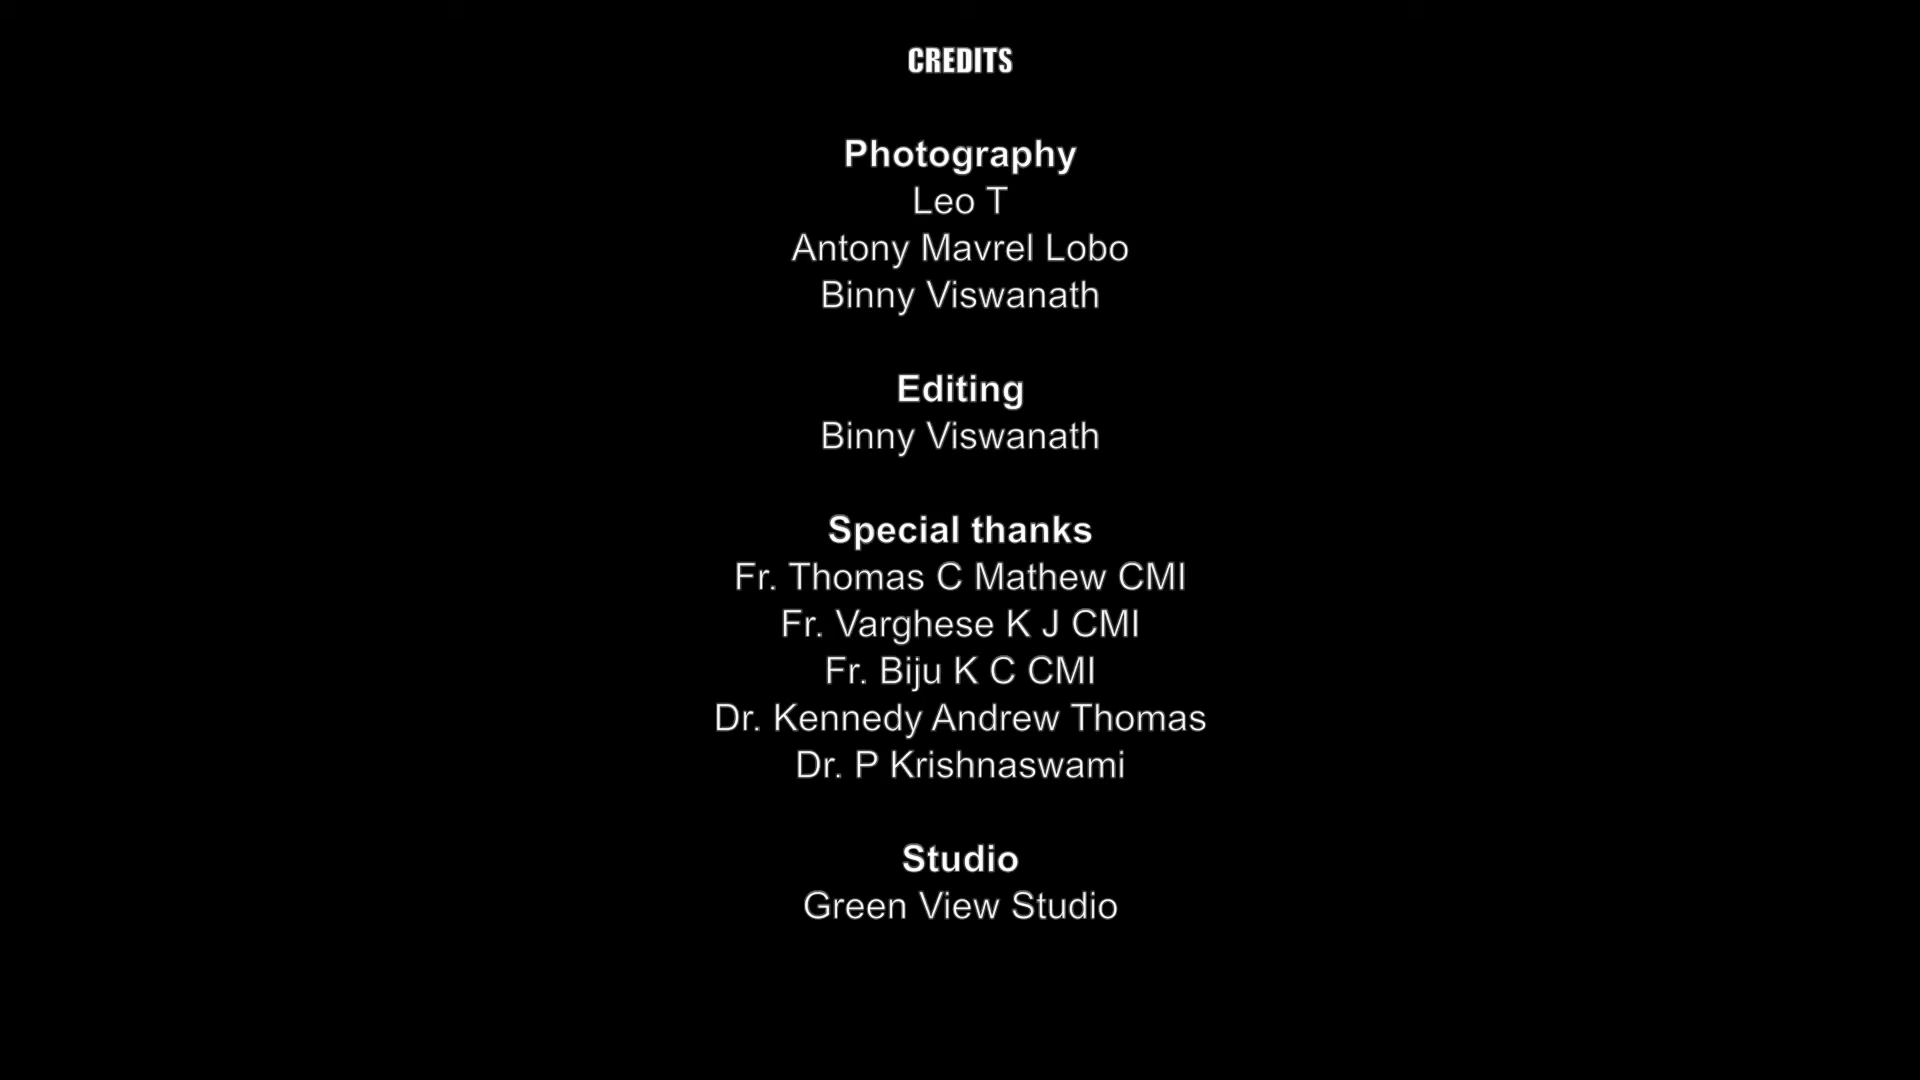 CREDITS
Photography
Leo T
Antony Mavrel Lobo
Binny Viswanath
Editing
Binny Viswanath
Special thanks
Fr. Thomas C Mathew CMI
Fr. Varghese K J CMI
Fr. Biju K C CMI
Dr. Kennedy Andrew Thomas
Dr. P Krishnaswami
Studio
Green View Studio